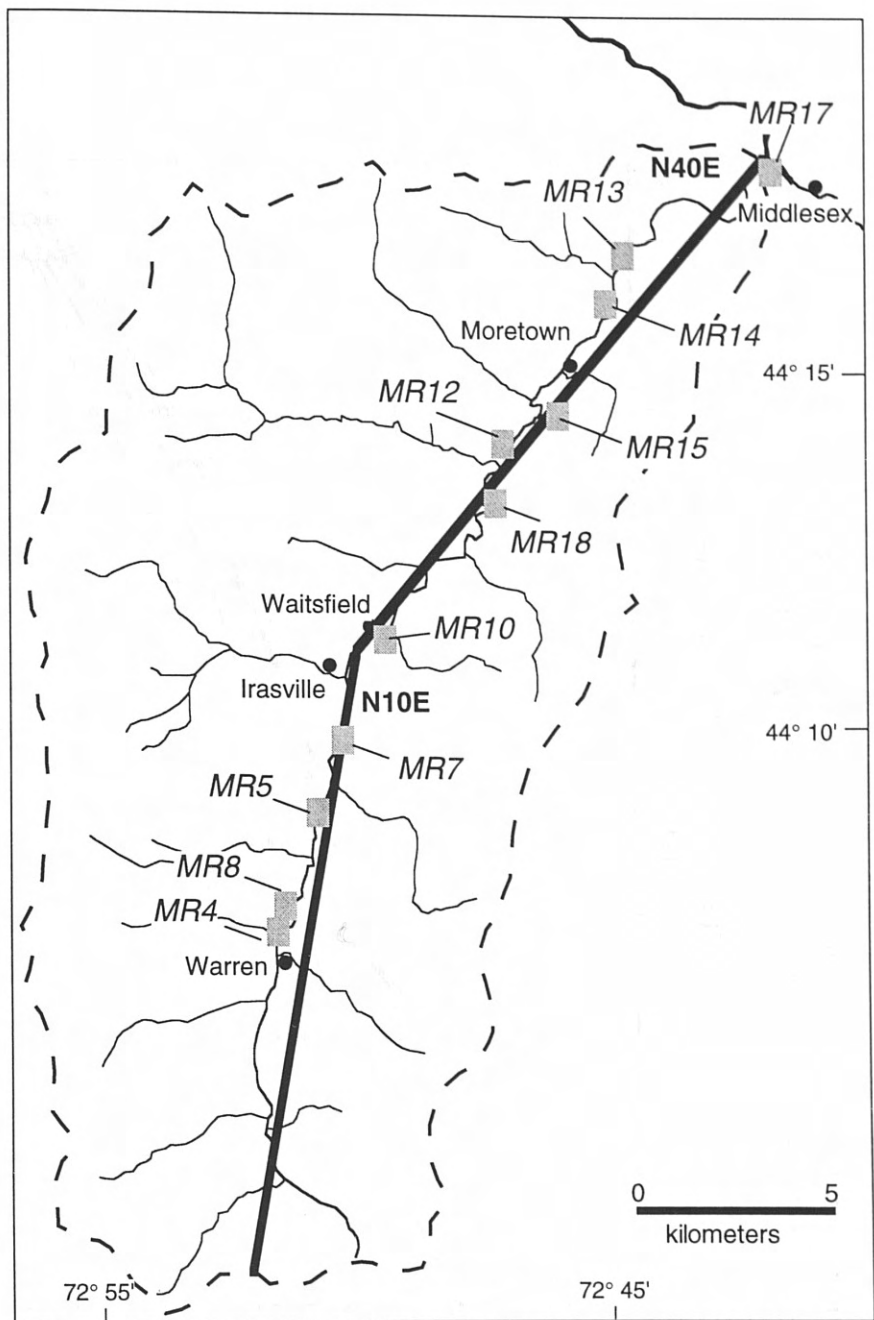 MR17
N40E
MR13
Middlesex
Moretown
MR14
44° 15'
MR12
MR15
MR18
Waitsfield
MR10
Irasville
N10E
44° 10'
MR7
MR5
MR8
MR4
Warren
0 5
kilometers
72° 55'
72° 45'